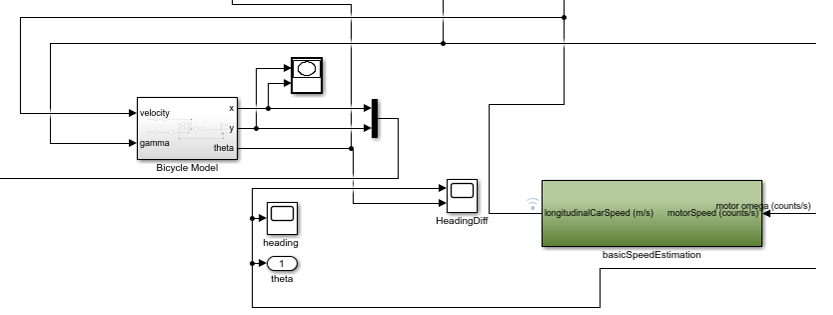 velocity
x
y
gamma
theta
Bicycle Model
motor omega (counts/s)
longitudinalCarSpeed (m/s)
motorSpeed (counts/s)
HeadingDiff
heading
basicSpeedEstimation
1
theta